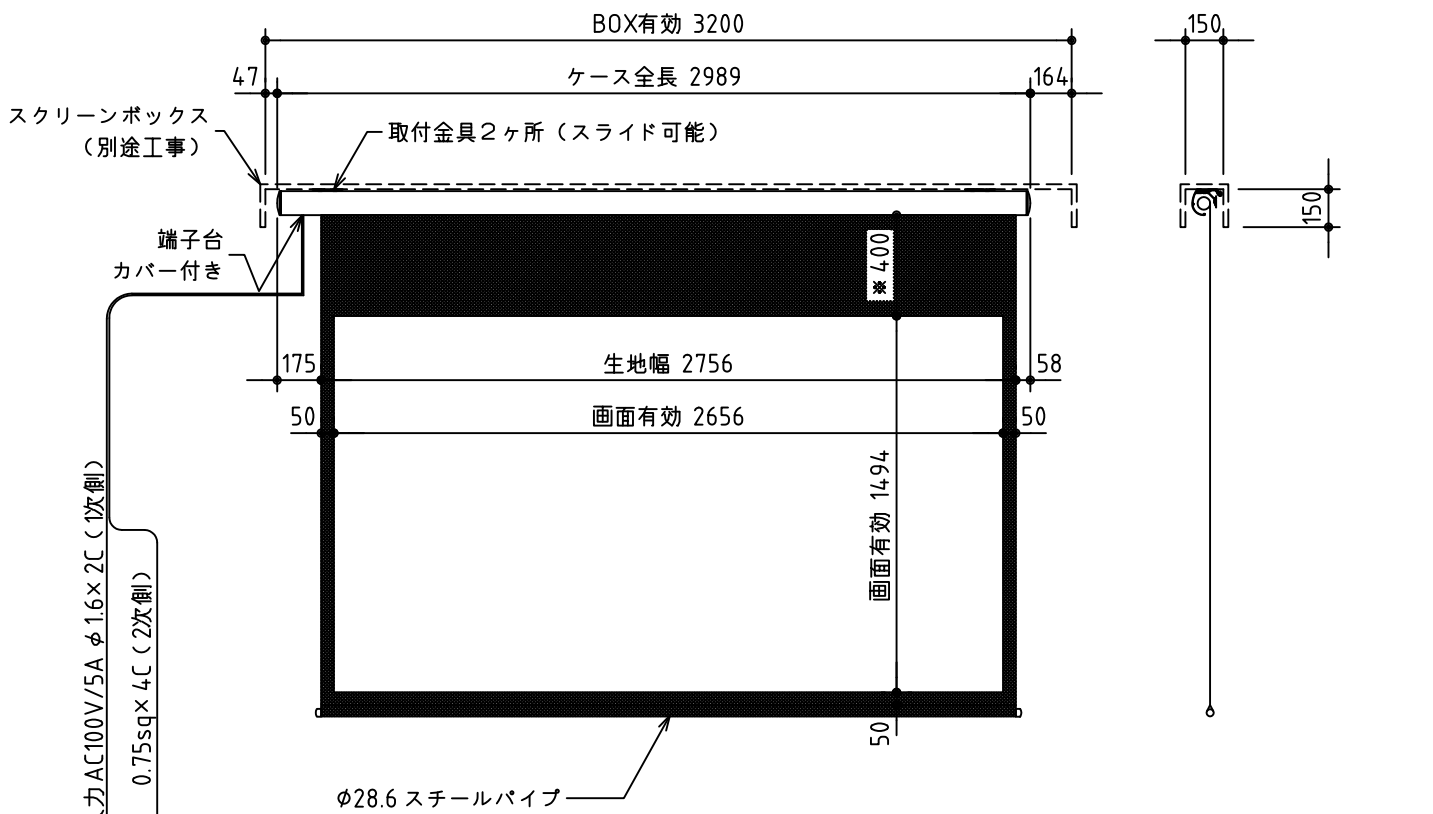 BOX有効 3200
150
47
ケース全長 2989
164
スクリーンボックス
（別途工事）
取付金具２ヶ所（スライド可能）
150
端子台
カバー付き
※ 400
175
生地幅 2756
58
50
画面有効 2656
50
画面有効 1494
力 AC100V/5A φ1.6×2C（1次側）
0.75sq×4C（2次側）
50
φ28.6 スチールパイプ